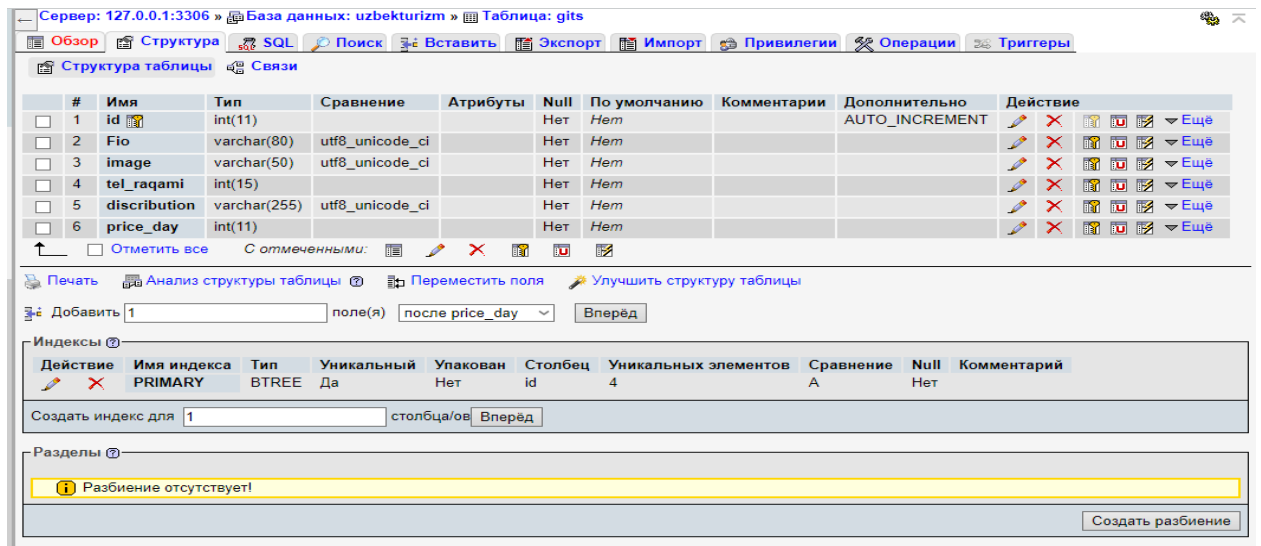 Сервер: 127.0.0.1:3306 » База данных: uzbekturizm » Таблица: gits
Обзор Структура SQL Поиск Вставить Экспорт Импорт Привилегии Операции Триггеры
Структура таблицы Связи
# Имя Тип Сравнение Атрибуты Null По умолчанию Комментарии Дополнительно Действие
1 id int(11) Нет Нет AUTO_INCREMENT Ещё
2 Fio varchar(80) utf8_unicode_ci Нет Нет Ещё
3 image varchar(50) utf8_unicode_ci Нет Нет Ещё
4 tel_raqami int(15) Нет Нет Ещё
5 discribution varchar(255) utf8_unicode_ci Нет Нет Ещё
6 price_day int(11) Нет Нет Ещё
Отметить все С отмеченными:
Печать Анализ структуры таблицы Переместить поля Улучшить структуру таблицы
Добавить 1 поле(я) после price_day Вперёд
Индексы
Действие Имя индекса Тип Уникальный Упакован Столбец Уникальных элементов Сравнение Null Комментарий
PRIMARY BTREE Да Нет id 4 A Нет
Создать индекс для 1 столбца/ов Вперёд
Разделы
Разбиение отсутствует!
Создать разбиение